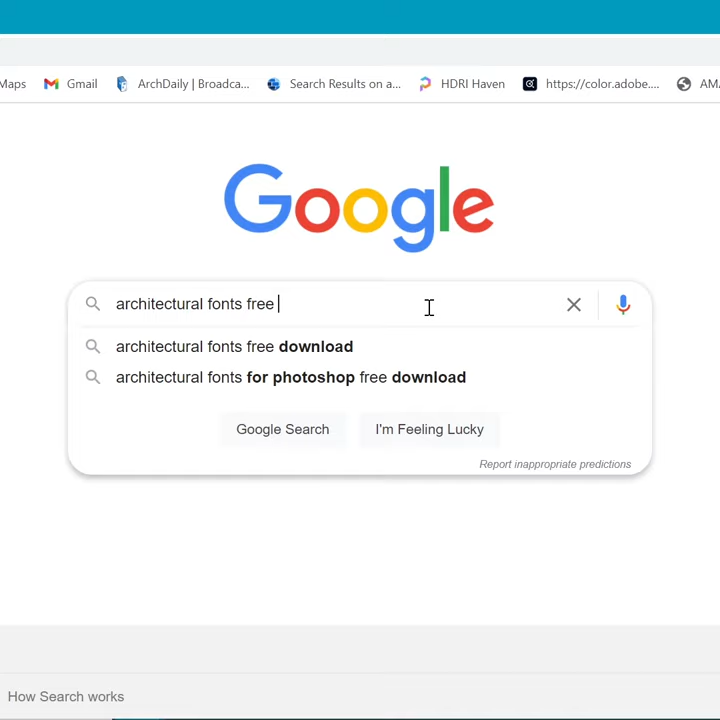 Maps Gmail ArchDaily | Broadca... Search Results on a... HDRI Haven https://color.adobe.... AM
Google
architectural fonts free
architectural fonts free download
architectural fonts for photoshop free download
Google Search I'm Feeling Lucky
Report inappropriate predictions
How Search works